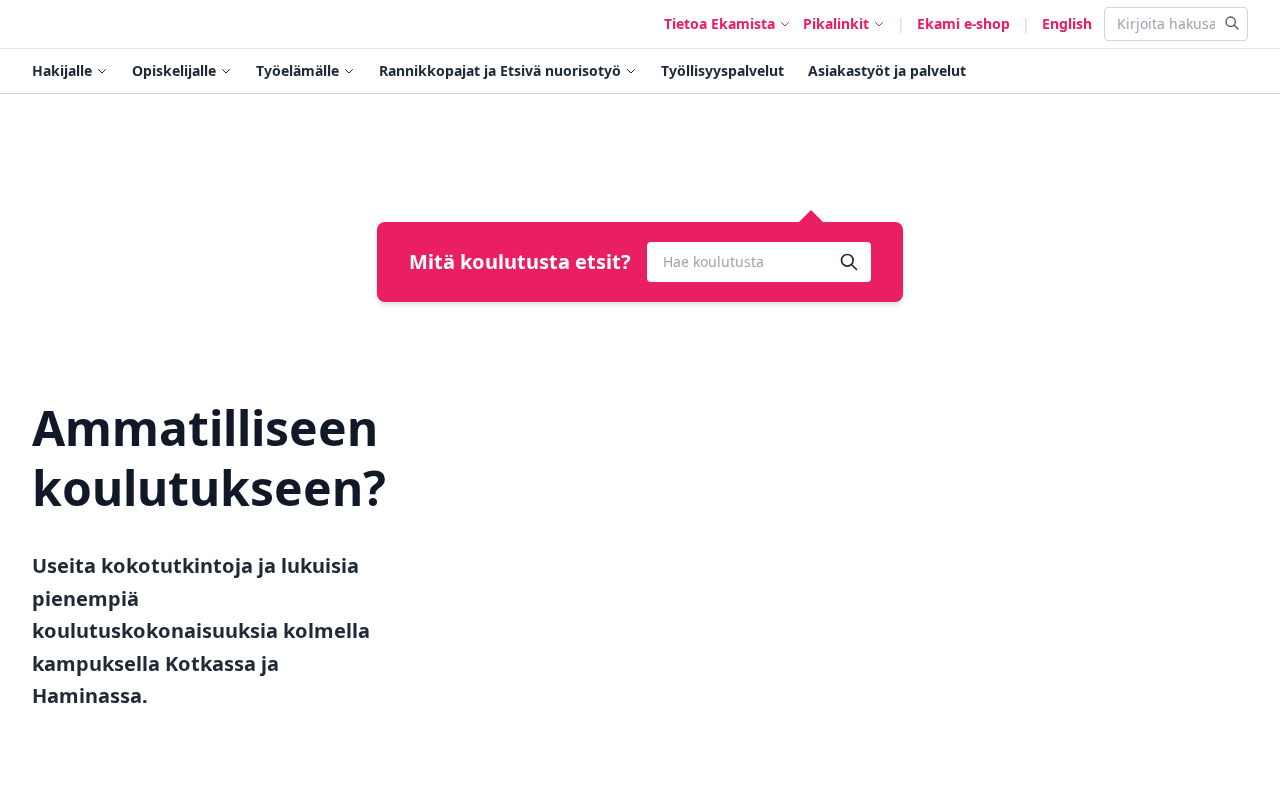 Tietoa Ekamista Pikalinkit | Ekami e-shop | English Kirjoita hakusa
Hakijalle Opiskelijalle Työelämälle Rannikkopajat ja Etsivä nuorisotyö Työllisyyspalvelut Asiakastyöt ja palvelut
Mitä koulutusta etsit? Hae koulutusta
Ammatilliseen
koulutukseen?
Useita kokotutkintoja ja lukuisia
pienempiä
koulutuskokonaisuuksia kolmella
kampuksella Kotkassa ja
Haminassa.